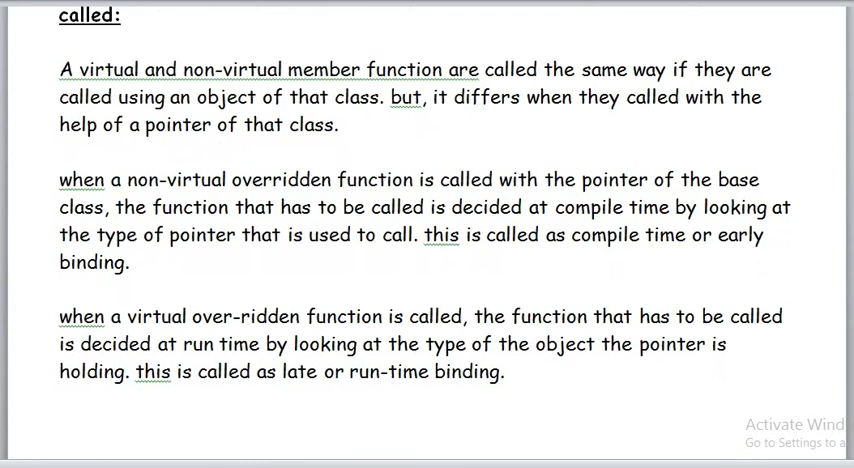 called:
A virtual and non-virtual member function are called the same way if they are
called using an object of that class. but, it differs when they called with the
help of a pointer of that class.
when a non-virtual overridden function is called with the pointer of the base
class, the function that has to be called is decided at compile time by looking at
the type of pointer that is used to call. this is called as compile time or early
binding.
when a virtual over-ridden function is called, the function that has to be called
is decided at run time by looking at the type of the object the pointer is
holding. this is called as late or run-time binding.
Activate Wind
Go to Settings to a